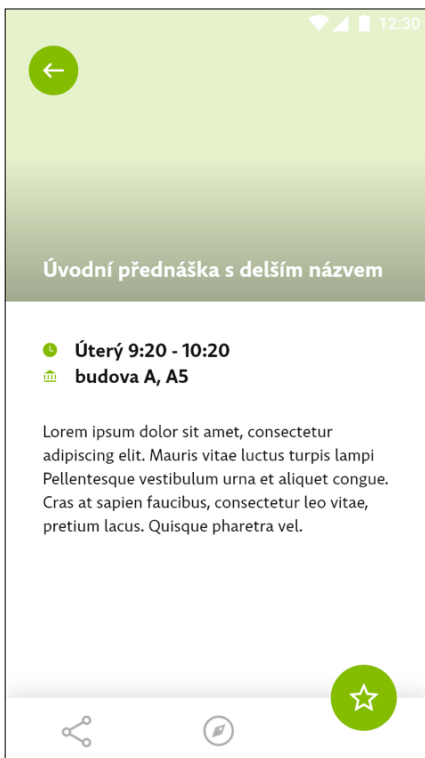 12:30
Úvodní přednáška s delším názvem
Úterý 9:20 - 10:20
budova A, A5
Lorem ipsum dolor sit amet, consectetur
adipiscing elit. Mauris vitae luctus turpis lampi
Pellentesque vestibulum urna et aliquet congue.
Cras at sapien faucibus, consectetur leo vitae,
pretium lacus. Quisque pharetra vel.